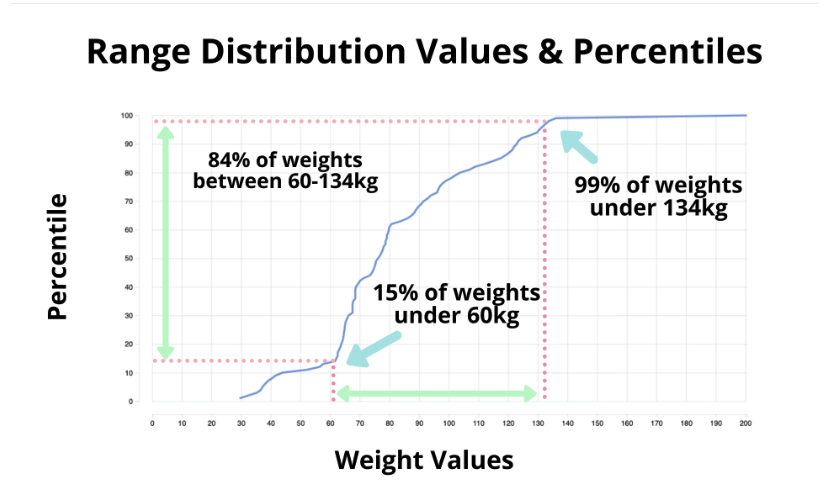 Range Distribution Values & Percentiles
100
90
80
70
60
50
40
30
20
10
0
84% of weights
between 60-134kg
99% of weights
under 134kg
15% of weights
under 60kg
Percentile
0 10 20 30 40 50 60 70 80 90 100 110 120 130 140 150 160 170 180 190 200
Weight Values